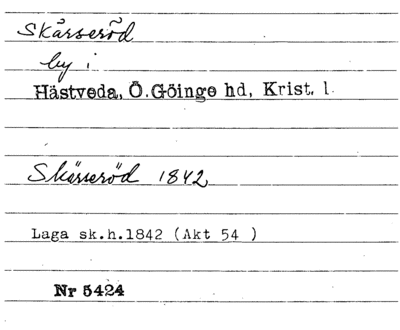 Skärseröd
by i
Hästveda, Ö.Göinge hd, Krist. l.
Skärseröd 1842
Laga sk.h.1842 (Akt 54 )
Nr 5424